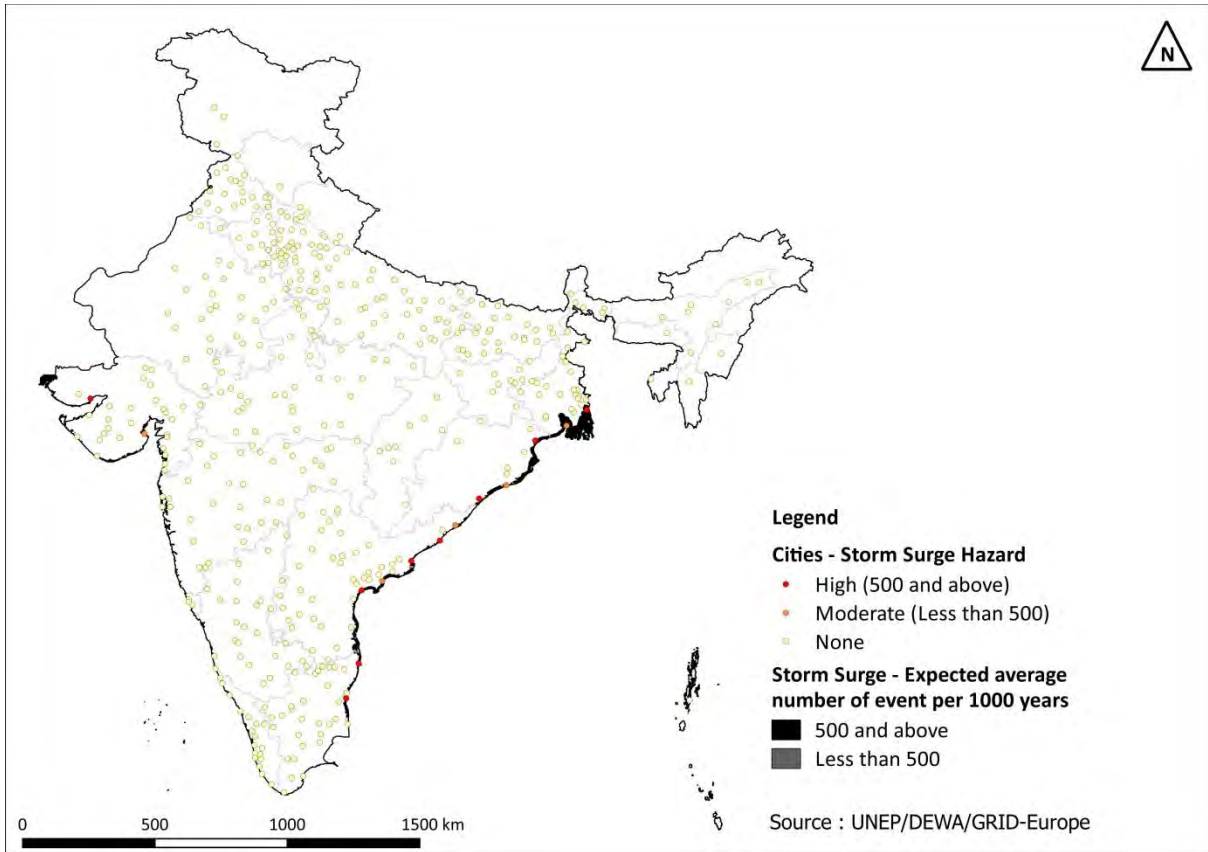 N
Legend
Cities - Storm Surge Hazard
High (500 and above)
Moderate (Less than 500)
None
Storm Surge - Expected average
number of event per 1000 years
500 and above
Less than 500
0 500 1000 1500 km
Source : UNEP/DEWA/GRID-Europe